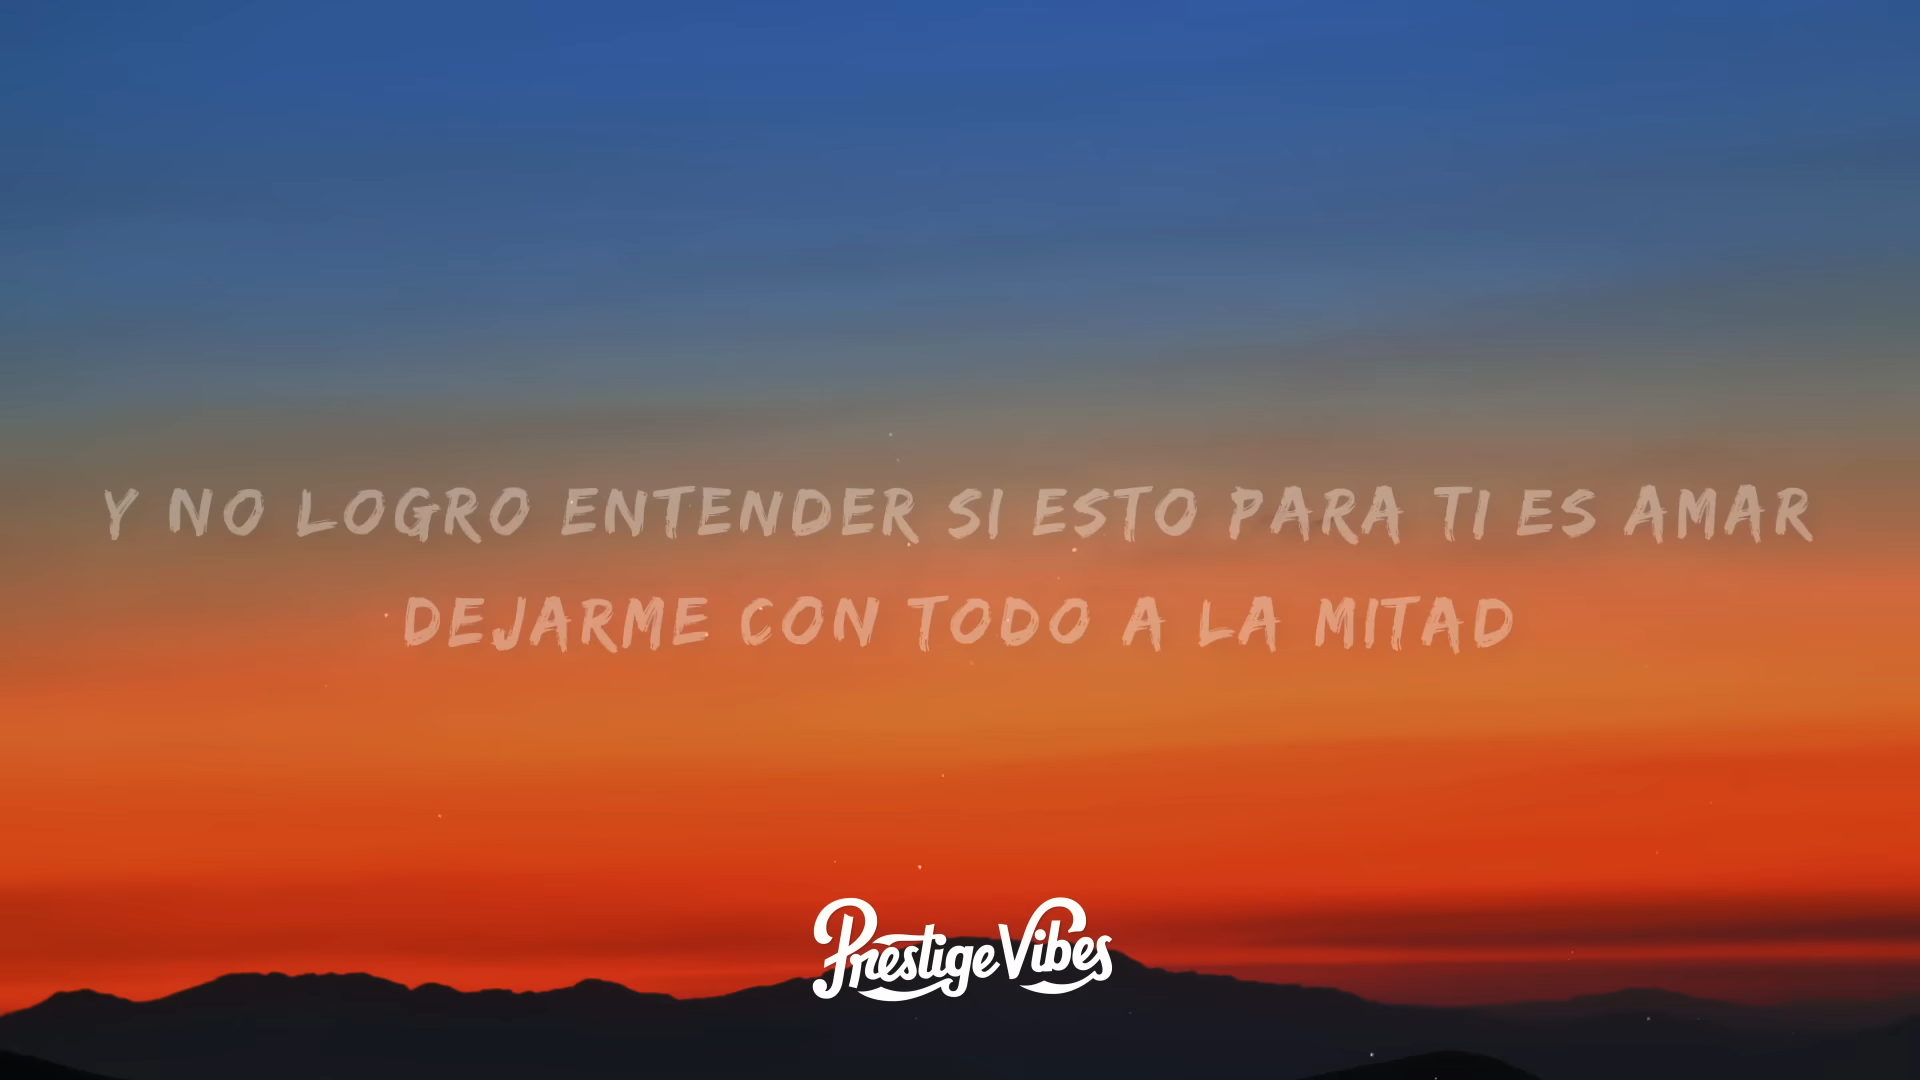 Y NO LOGRO ENTENDER SI ESTO PARA TI ES AMAR
DEJARME CON TODO A LA MITAD
Prestige Vibes